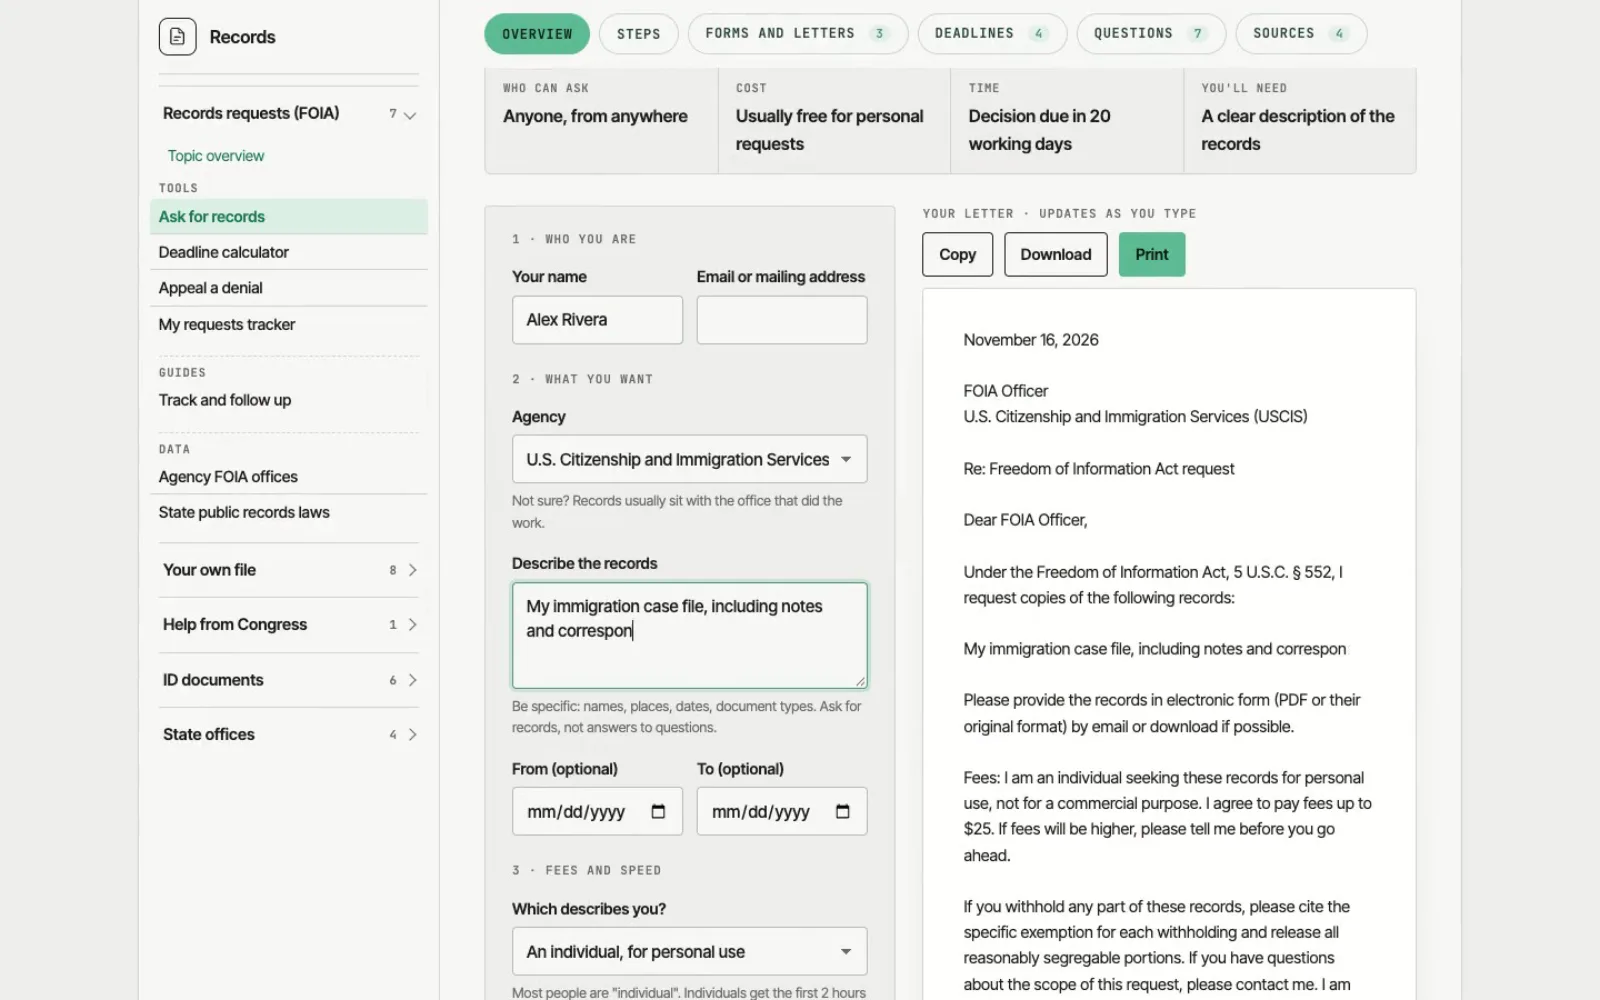 Records
Records requests (FOIA) 7
Topic overview
TOOLS
Ask for records
Deadline calculator
Appeal a denial
My requests tracker
GUIDES
Track and follow up
DATA
Agency FOIA offices
State public records laws
Your own file 8
Help from Congress 1
ID documents 6
State offices 4
OVERVIEW STEPS FORMS AND LETTERS 3 DEADLINES 4 QUESTIONS 7 SOURCES 4
WHO CAN ASK
Anyone, from anywhere
COST
Usually free for personal
requests
TIME
Decision due in 20
working days
YOU'LL NEED
A clear description of the
records
1 · WHO YOU ARE
Your name
Alex Rivera
Email or mailing address
2 · WHAT YOU WANT
Agency
U.S. Citizenship and Immigration Services
Not sure? Records usually sit with the office that did the
work.
Describe the records
My immigration case file, including notes
and correspon
Be specific: names, places, dates, document types. Ask for
records, not answers to questions.
From (optional)
mm/dd/yyyy
To (optional)
mm/dd/yyyy
3 · FEES AND SPEED
Which describes you?
An individual, for personal use
Most people are "individual". Individuals get the first 2 hours
YOUR LETTER · UPDATES AS YOU TYPE
Copy Download Print
November 16, 2026
FOIA Officer
U.S. Citizenship and Immigration Services (USCIS)
Re: Freedom of Information Act request
Dear FOIA Officer,
Under the Freedom of Information Act, 5 U.S.C. § 552, I
request copies of the following records:
My immigration case file, including notes and correspon
Please provide the records in electronic form (PDF or their
original format) by email or download if possible.
Fees: I am an individual seeking these records for personal
use, not for a commercial purpose. I agree to pay fees up to
$25. If fees will be higher, please tell me before you go
ahead.
If you withhold any part of these records, please cite the
specific exemption for each withholding and release all
reasonably segregable portions. If you have questions
about the scope of this request, please contact me. I am